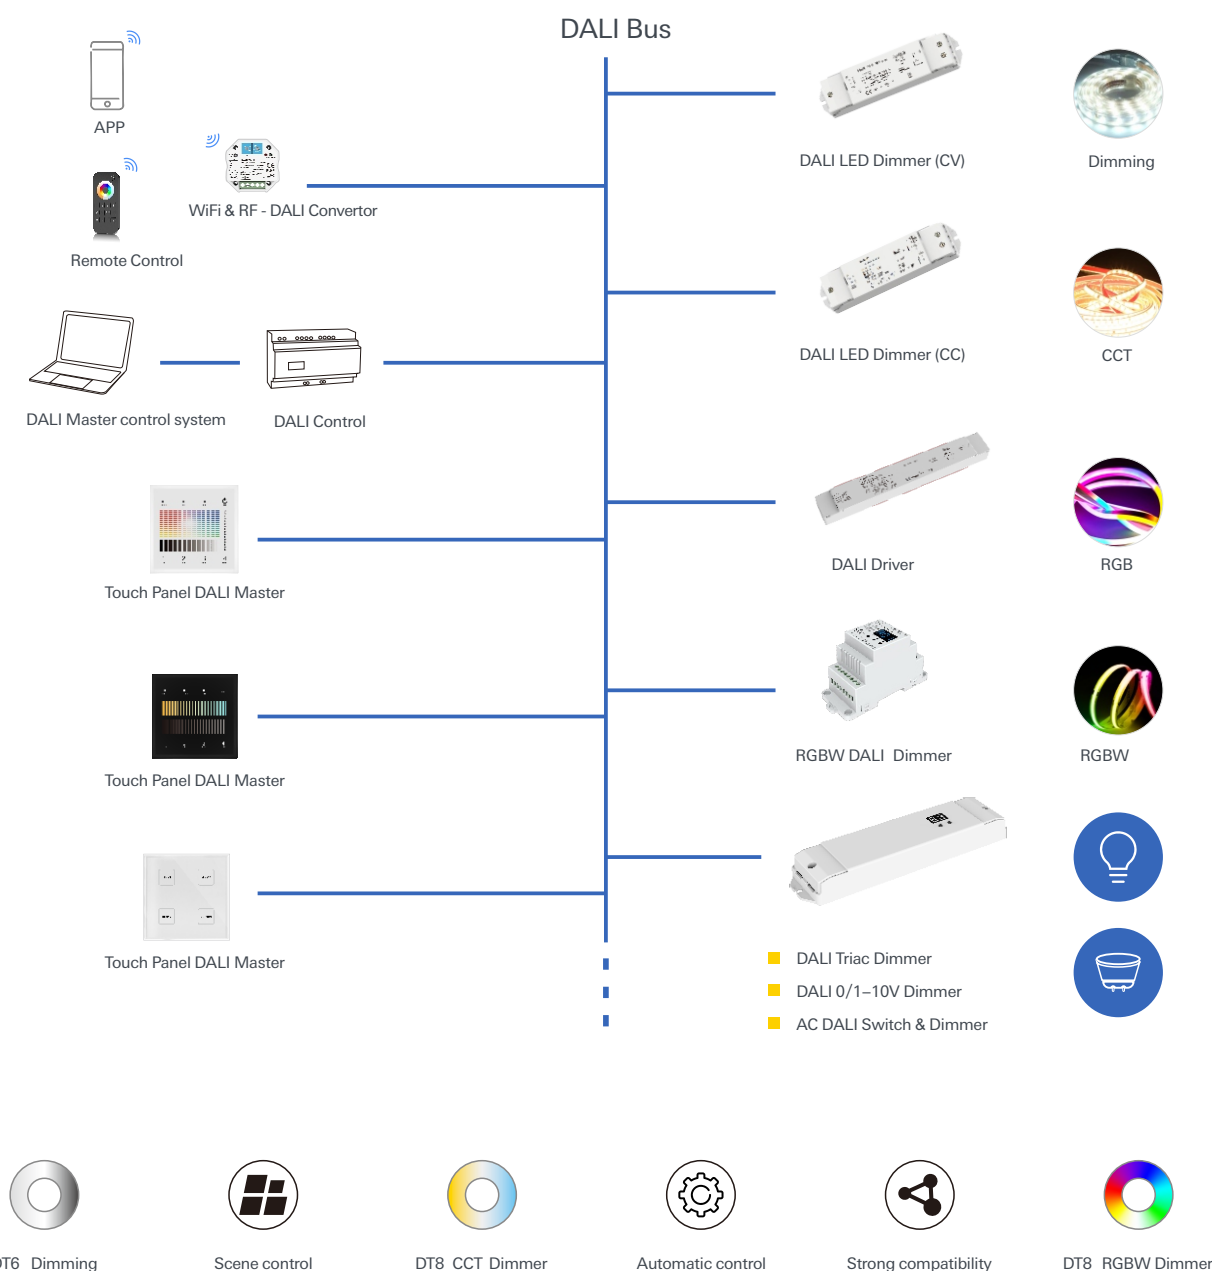 DALI Bus
APP
WiFi & RF - DALI Convertor
Remote Control
DALI Master control system
DALI Control
Touch Panel DALI Master
Touch Panel DALI Master
Touch Panel DALI Master
DALI LED Dimmer (CV)
Dimming
DALI LED Dimmer (CC)
CCT
DALI Driver
RGB
RGBW DALI Dimmer
RGBW
DALI Triac Dimmer
DALI 0/1–10V Dimmer
AC DALI Switch & Dimmer
DT6 Dimming
Scene control
DT8 CCT Dimmer
Automatic control
Strong compatibility
DT8 RGBW Dimmer